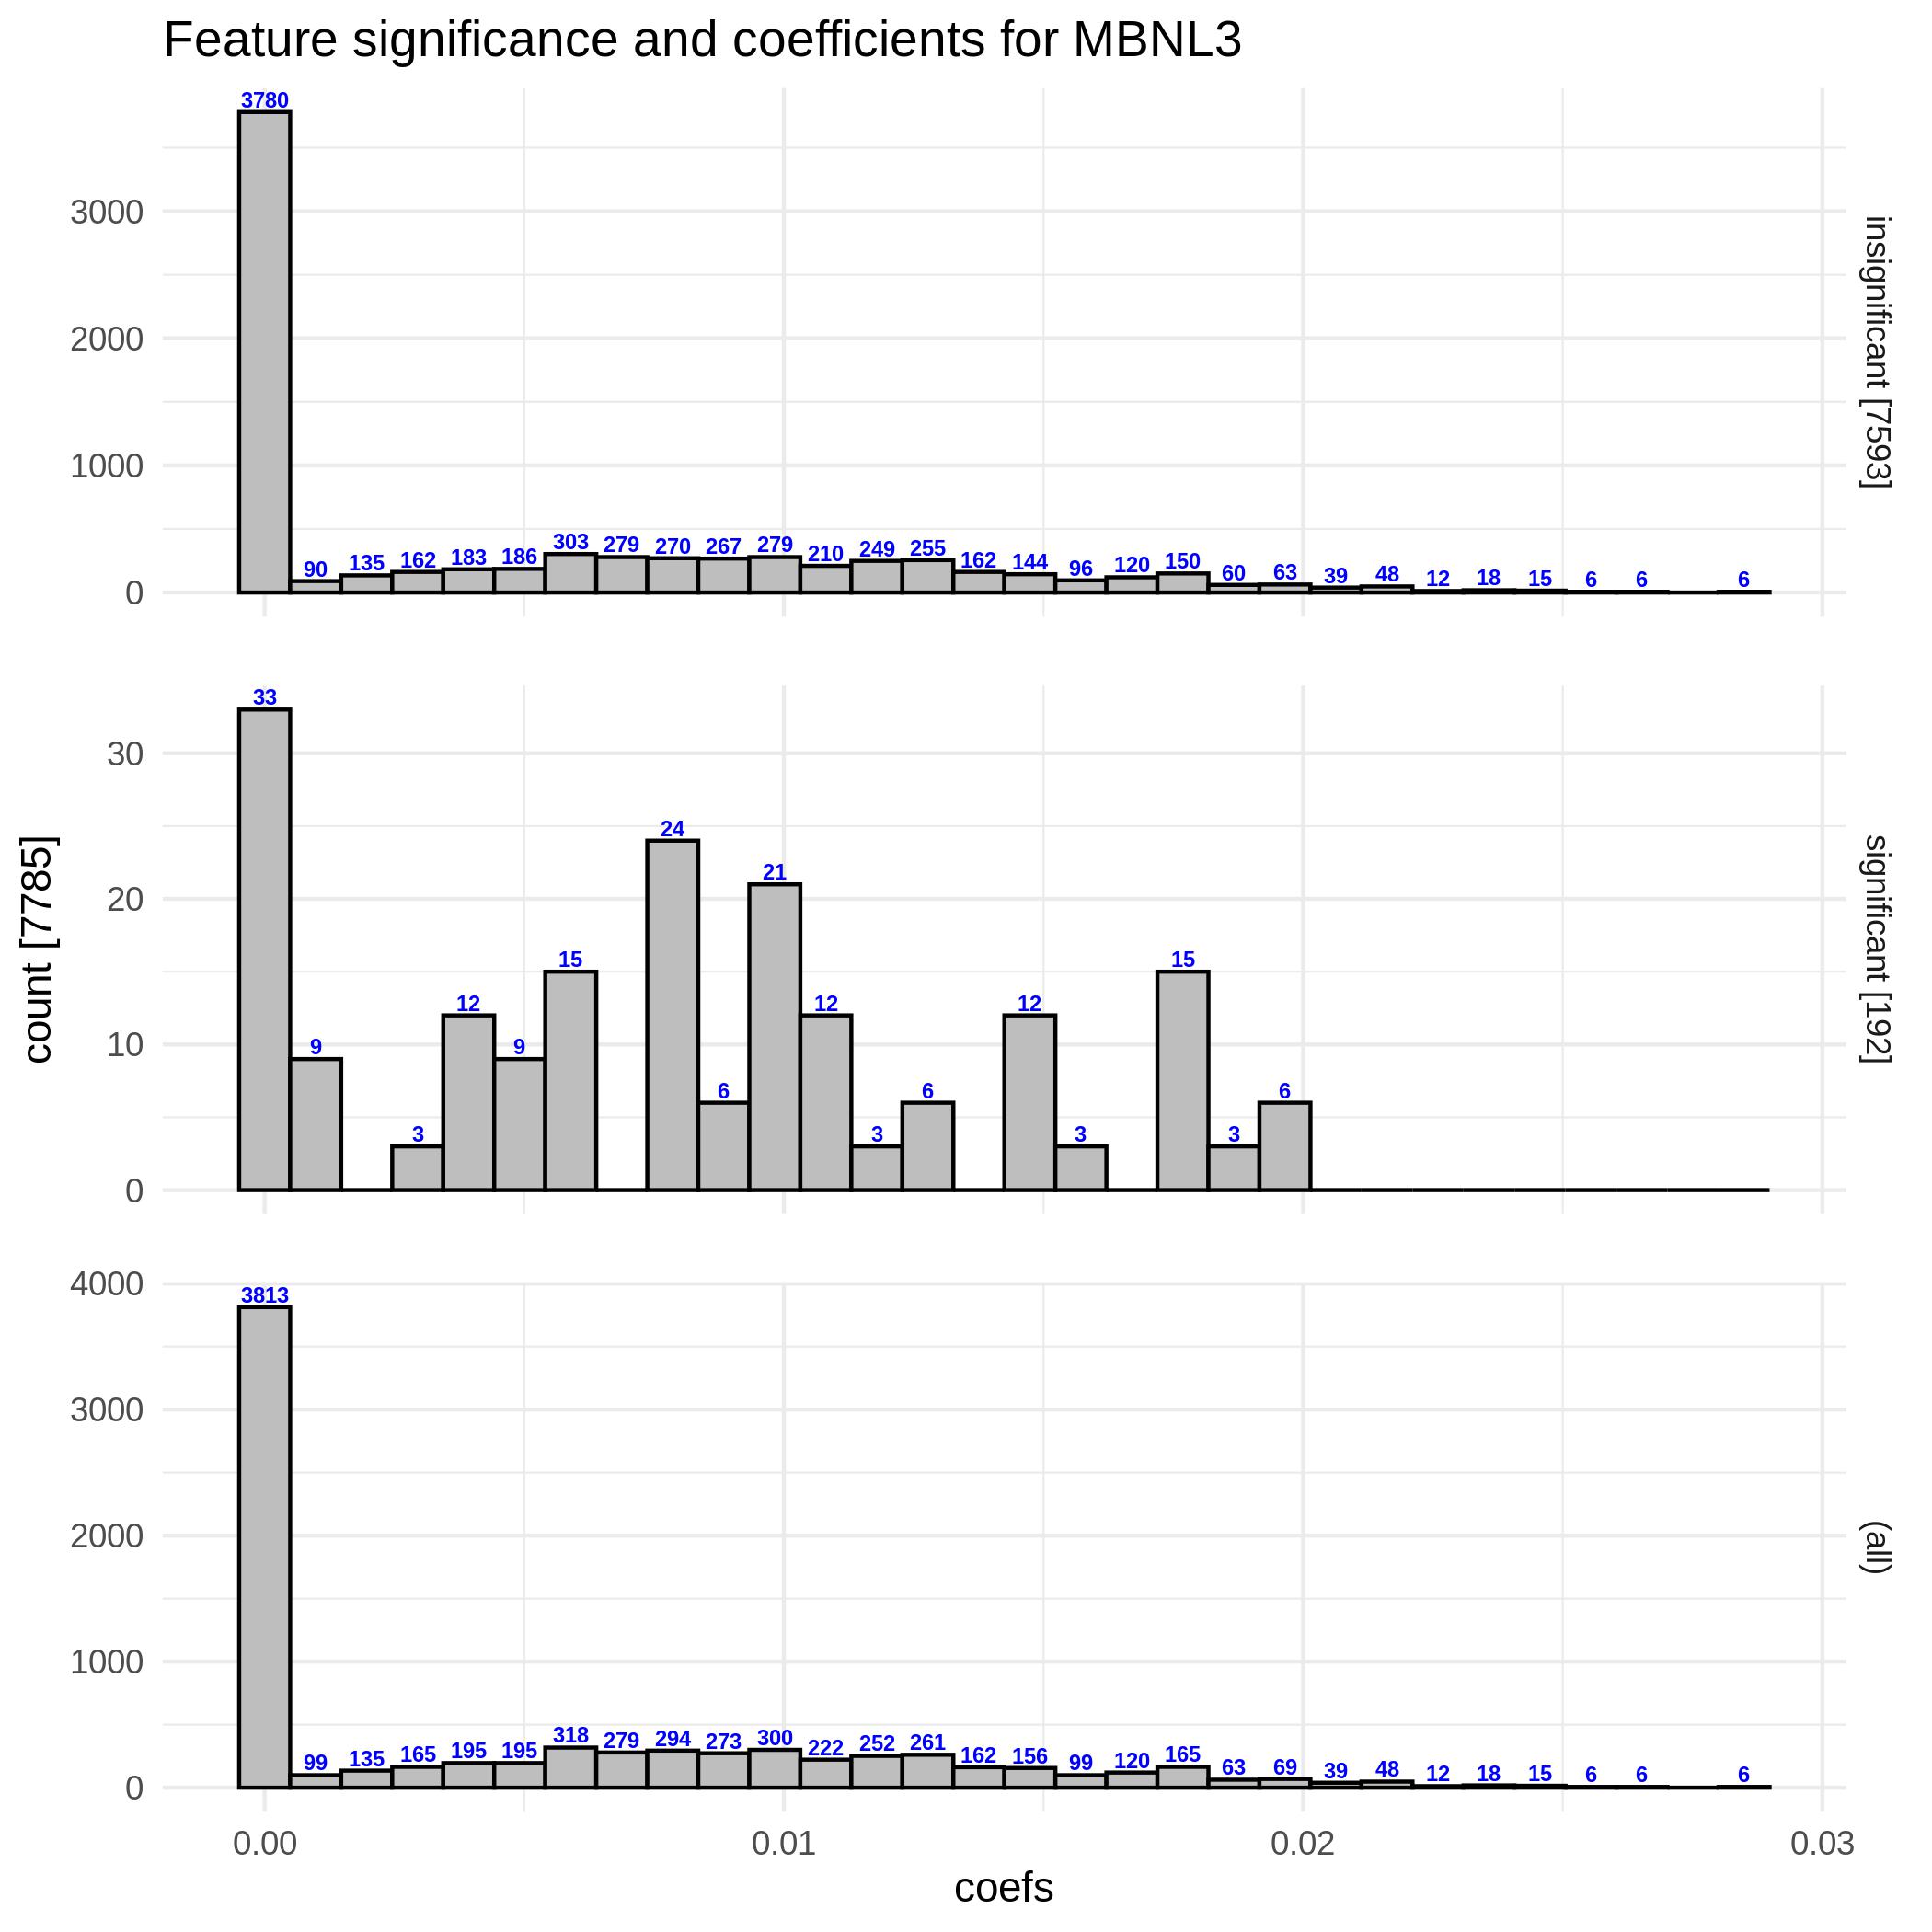 Feature significance and coefficients for MBNL3
3780
90 135 162 183 186 303 279 270 267 279 210 249 255 162 144 96 120 150 60 63 39 48 12 18 15 6 6 6
3000
2000
1000
0
insignificant [7593]
33
9 3 12 9 15 24 6 21 12 3 6 12 3 15 3 6
30
20
10
0
significant [192]
count [7785]
4000
3813
99 135 165 195 195 318 279 294 273 300 222 252 261 162 156 99 120 165 63 69 39 48 12 18 15 6 6 6
3000
2000
1000
0
(all)
0.00 0.01 0.02 0.03
coefs